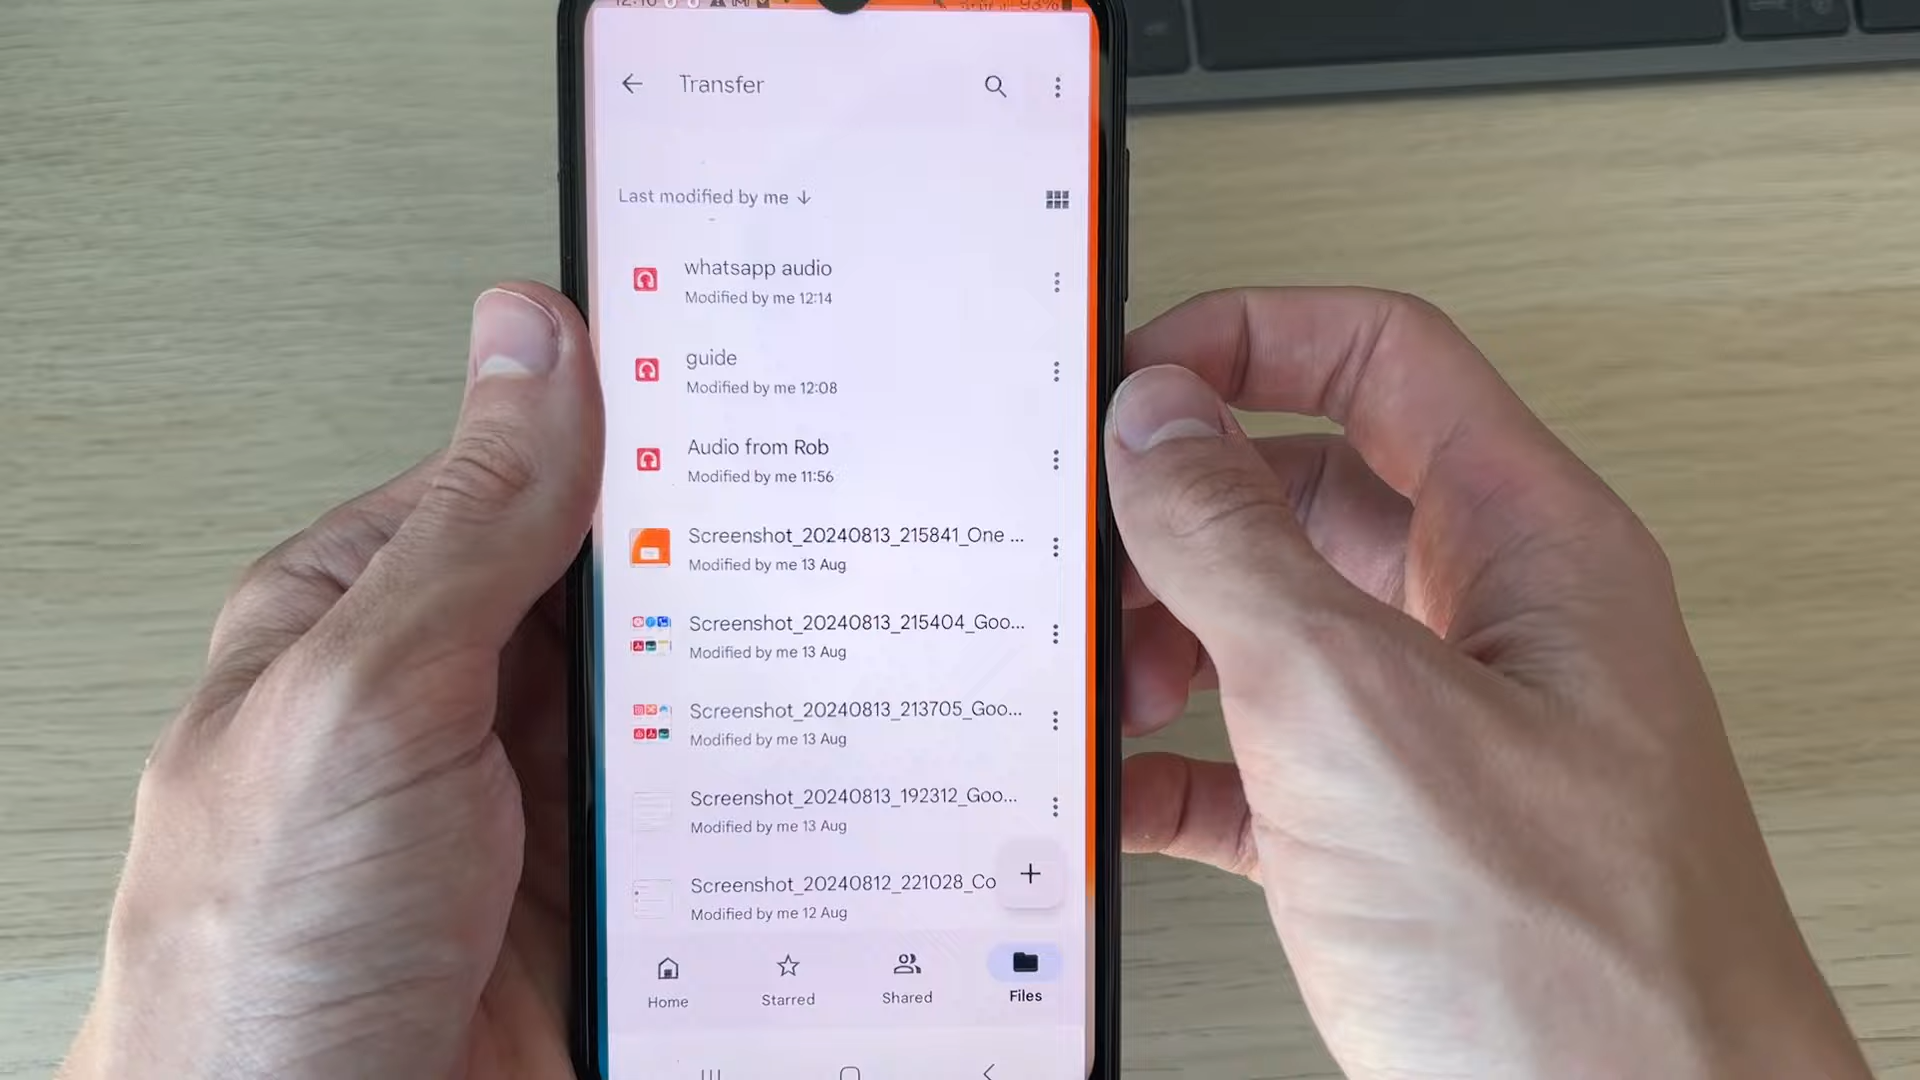 Transfer
Last modified by me ↓
whatsapp audio
Modified by me 12:14
guide
Modified by me 12:08
Audio from Rob
Modified by me 11:56
Screenshot_20240813_215841_One ...
Modified by me 13 Aug
Screenshot_20240813_215404_Goo...
Modified by me 13 Aug
Screenshot_20240813_213705_Goo...
Modified by me 13 Aug
Screenshot_20240813_192312_Goo...
Modified by me 13 Aug
Screenshot_20240812_221028_Co
Modified by me 12 Aug
Home Starred Shared Files